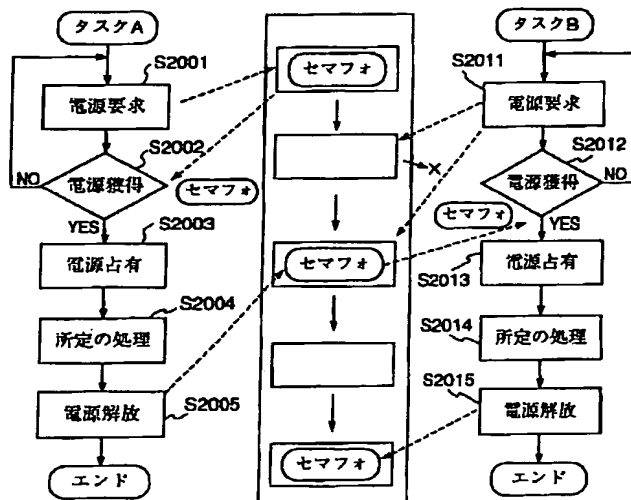 タスクA
S2001
電源要求
S2002
電源獲得
NO
セマフォ
YES
S2003
電源占有
S2004
所定の処理
電源解放
S2005
エンド
セマフォ
セマフォ
セマフォ
タスクB
S2011
電源要求
S2012
電源獲得
NO
セマフォ
YES
電源占有
S2013
S2014
所定の処理
S2015
電源解放
エンド